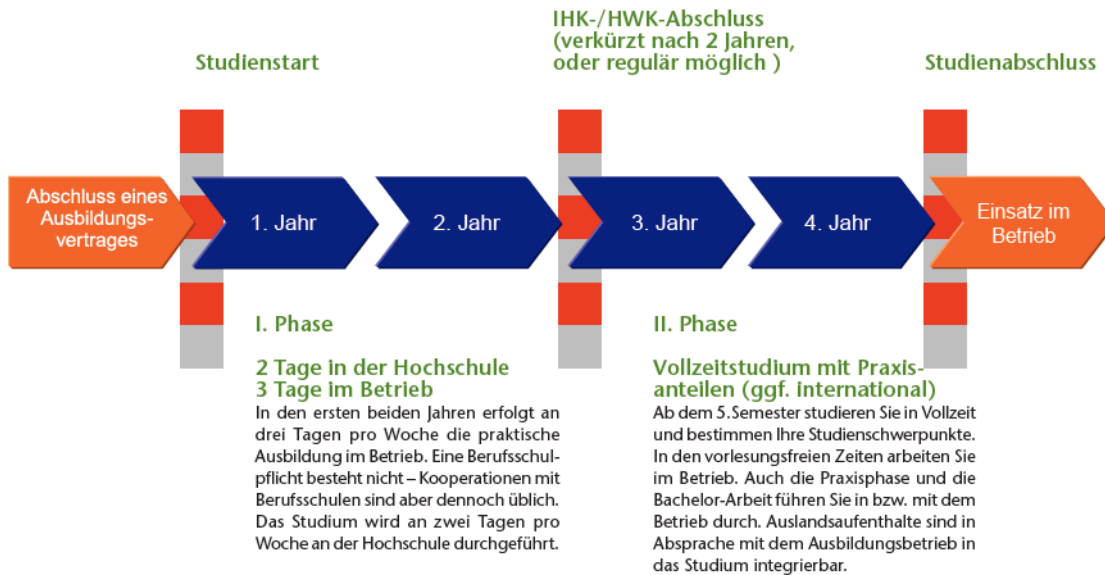 Studienstart
IHK-/HWK-Abschluss
(verkürzt nach 2 Jahren,
oder regulär möglich )
Studienabschluss
Abschluss eines
Ausbildungs-
vertrages
1. Jahr
2. Jahr
3. Jahr
4. Jahr
Einsatz im
Betrieb
I. Phase
2 Tage in der Hochschule
3 Tage im Betrieb
In den ersten beiden Jahren erfolgt an
drei Tagen pro Woche die praktische
Ausbildung im Betrieb. Eine Berufsschul-
pflicht besteht nicht – Kooperationen mit
Berufsschulen sind aber dennoch üblich.
Das Studium wird an zwei Tagen pro
Woche an der Hochschule durchgeführt.
II. Phase
Vollzeitstudium mit Praxis-
anteilen (ggf. international)
Ab dem 5. Semester studieren Sie in Vollzeit
und bestimmen Ihre Studienschwerpunkte.
In den vorlesungsfreien Zeiten arbeiten Sie
im Betrieb. Auch die Praxisphase und die
Bachelor-Arbeit führen Sie in bzw. mit dem
Betrieb durch. Auslandsaufenthalte sind in
Absprache mit dem Ausbildungsbetrieb in
das Studium integrierbar.